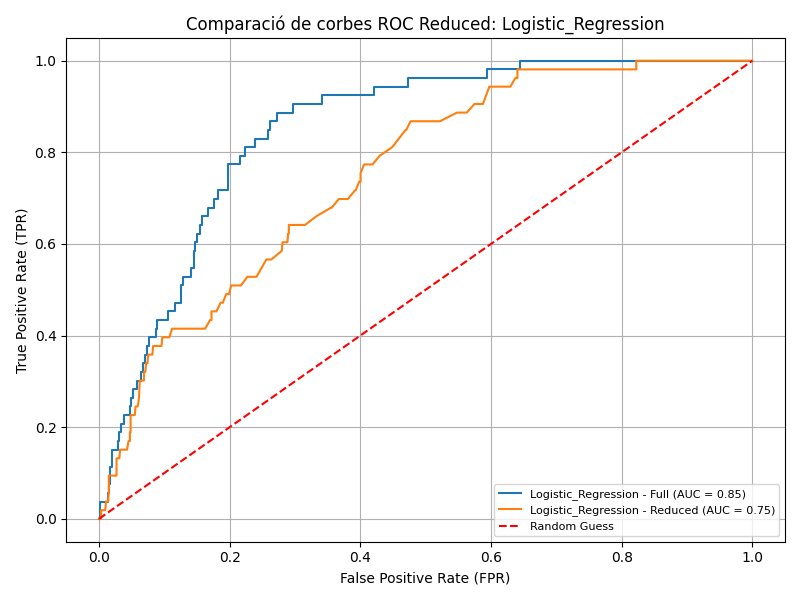 Comparació de corbes ROC Reduced: Logistic_Regression
True Positive Rate (TPR)
1.0
0.8
0.6
0.4
0.2
0.0
Logistic_Regression - Full (AUC = 0.85)
Logistic_Regression - Reduced (AUC = 0.75)
Random Guess
0.0 0.2 0.4 0.6 0.8 1.0
False Positive Rate (FPR)